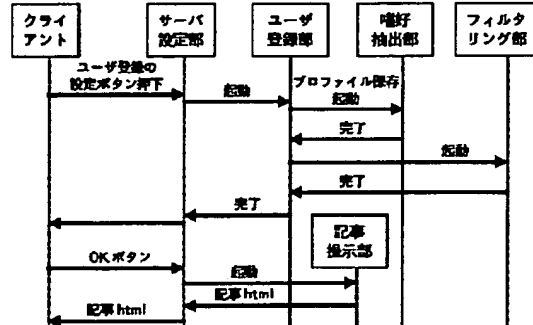 クライ
アント
サーバ
設定部
ユーザ
登録部
嗜好
抽出部
フィルタ
リング部
ユーザ登録の
設定ボタン押下
起動
プロファイル保存
起動
完了
起動
完了
完了
記事
提示部
OKボタン
起動
記事html
記事html